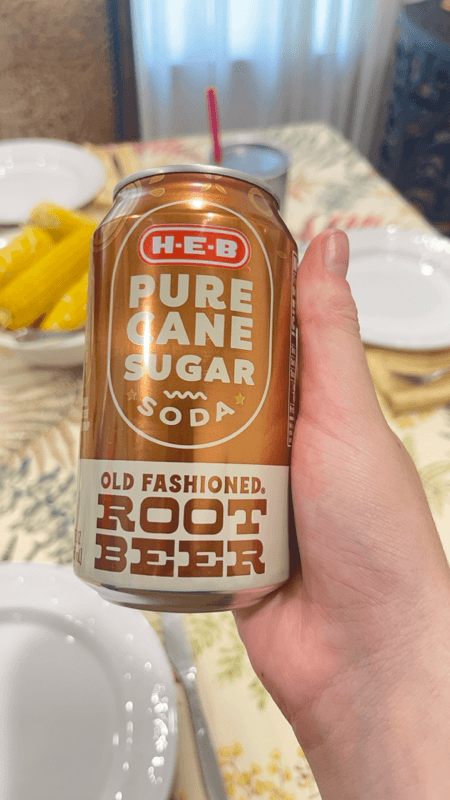 H-E-B
PURE
CANE
SUGAR
SODA
OLD FASHIONED®
ROOT
BEER